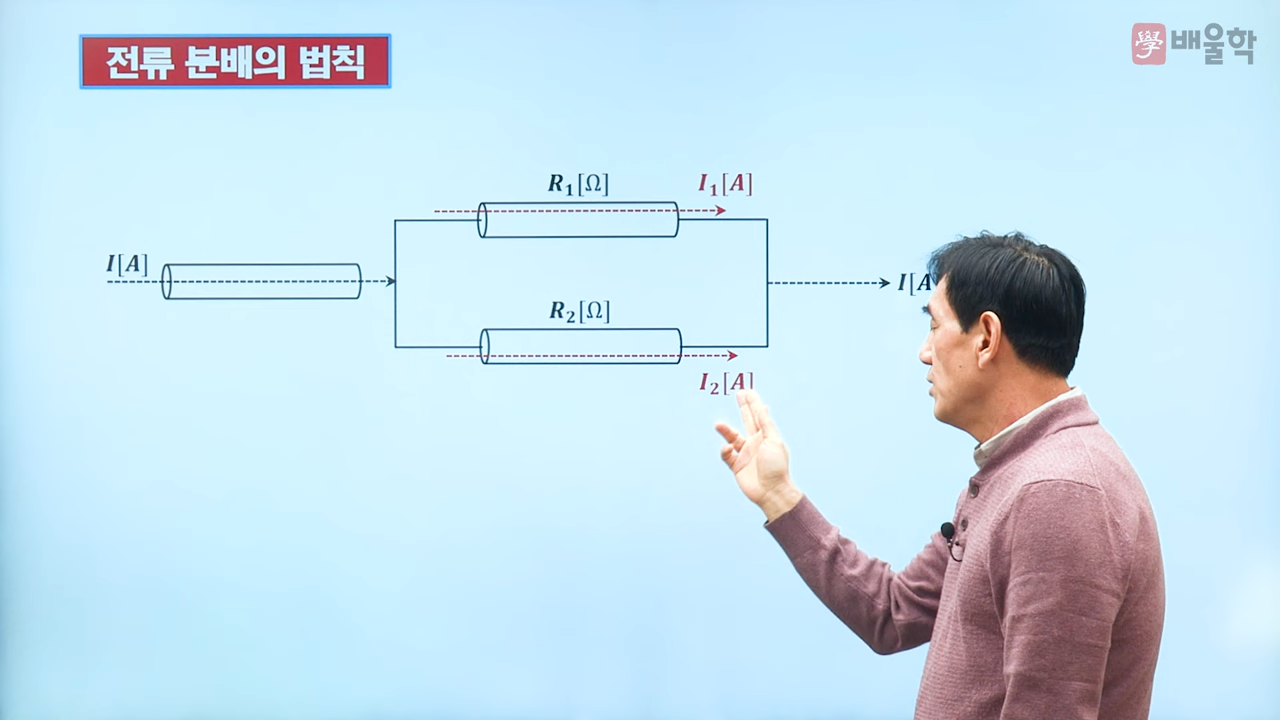 전류 분배의 법칙
學 배울학
R₁[Ω]
I₁[A]
I[A]
R₂[Ω]
I[A
I₂[A]